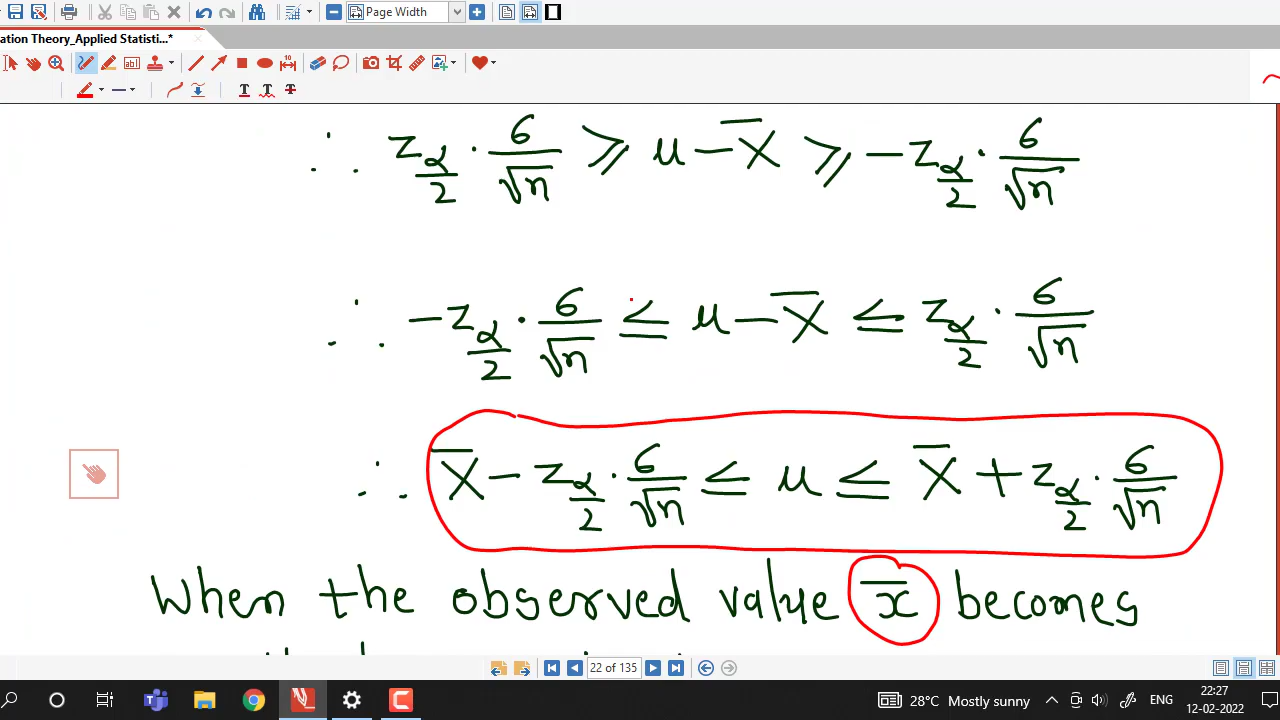 Page Width
ation Theory_Applied Statisti...*
∴ z_{α/2} · σ/√n ⩾ μ − X̅ ⩾ −z_{α/2} · σ/√n
∴ −z_{α/2} · σ/√n ≤ μ − X̅ ≤ z_{α/2} · σ/√n
∴ X̅ − z_{α/2} · σ/√n ≤ μ ≤ X̅ + z_{α/2} · σ/√n
When the observed value x̅ becomes
22 of 135
28°C Mostly sunny ENG 22:27
12-02-2022